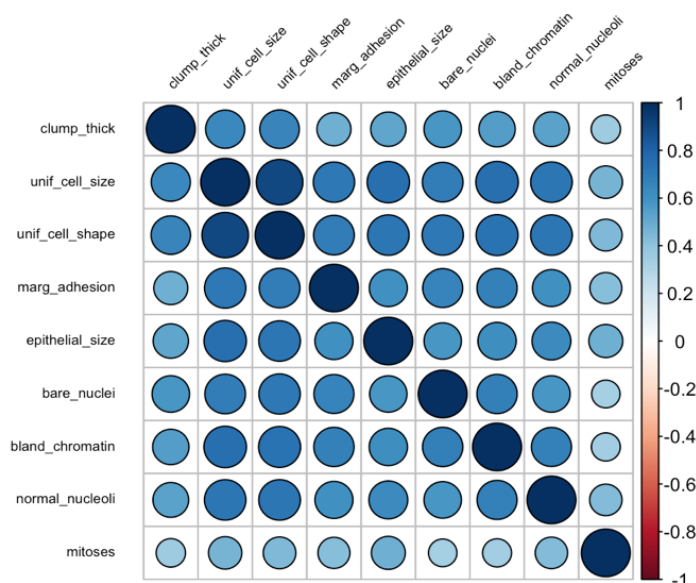 clump_thick
unif_cell_size
unif_cell_shape
marg_adhesion
epithelial_size
bare_nuclei
bland_chromatin
normal_nucleoli
mitoses
clump_thick
unif_cell_size
unif_cell_shape
marg_adhesion
epithelial_size
bare_nuclei
bland_chromatin
normal_nucleoli
mitoses
1
0.8
0.6
0.4
0.2
0
-0.2
-0.4
-0.6
-0.8
-1